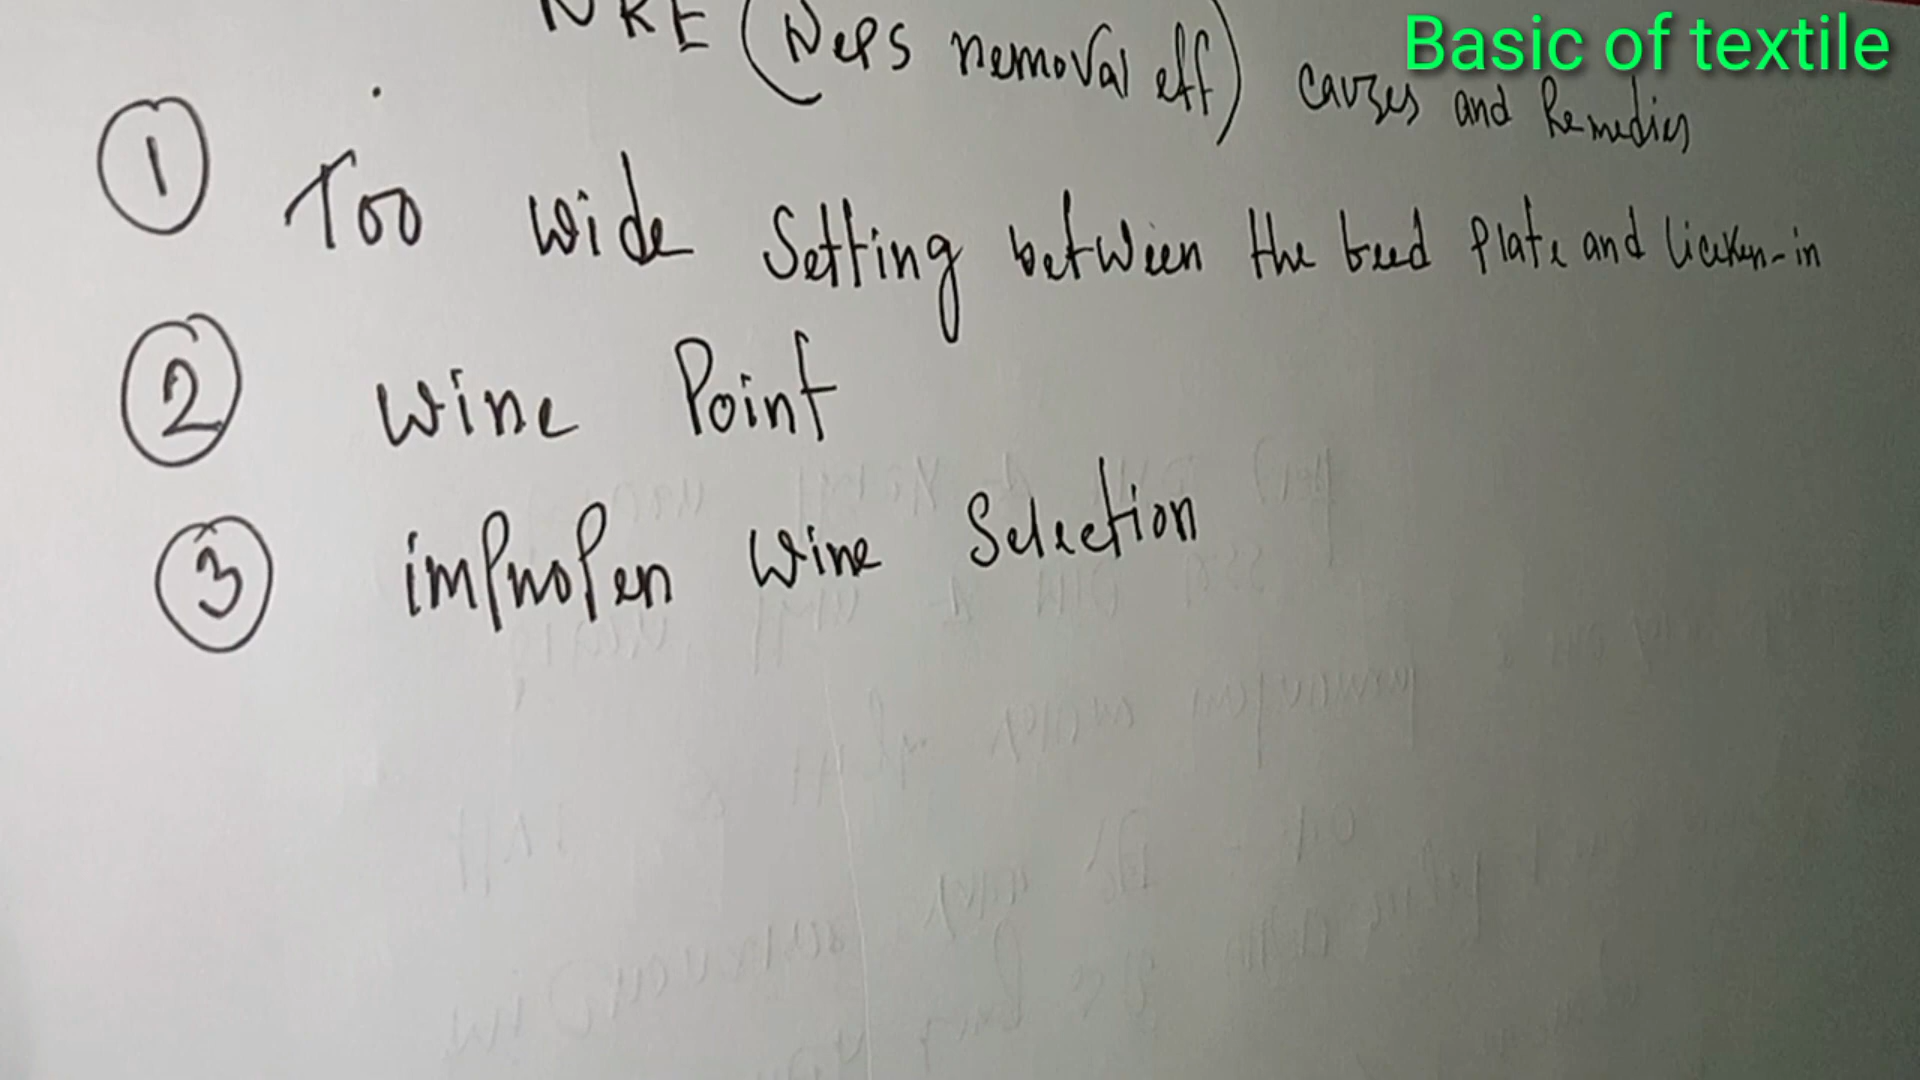 Basic of textile
NRE (Neps removal eff) causes and Remedies
① Too wide Setting between the feed Plate and licker-in
② wire Point
③ improper wire Selection